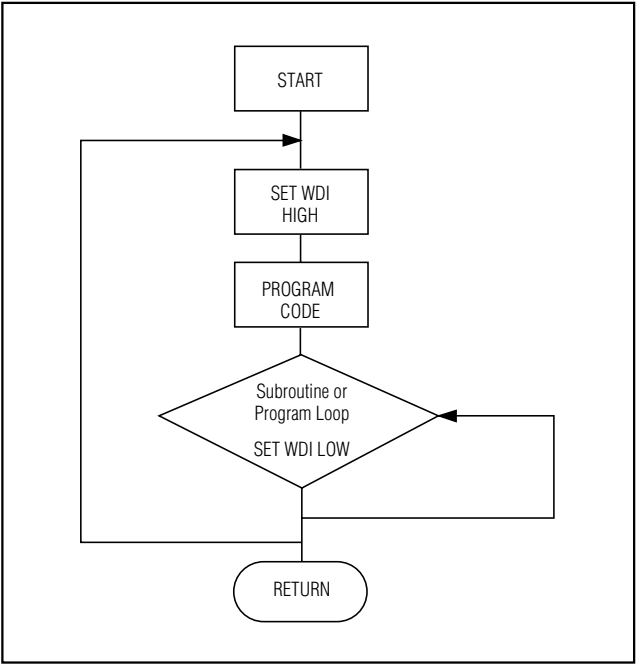 START
SET WDI
HIGH
PROGRAM
CODE
Subroutine or
Program Loop
SET WDI LOW
RETURN